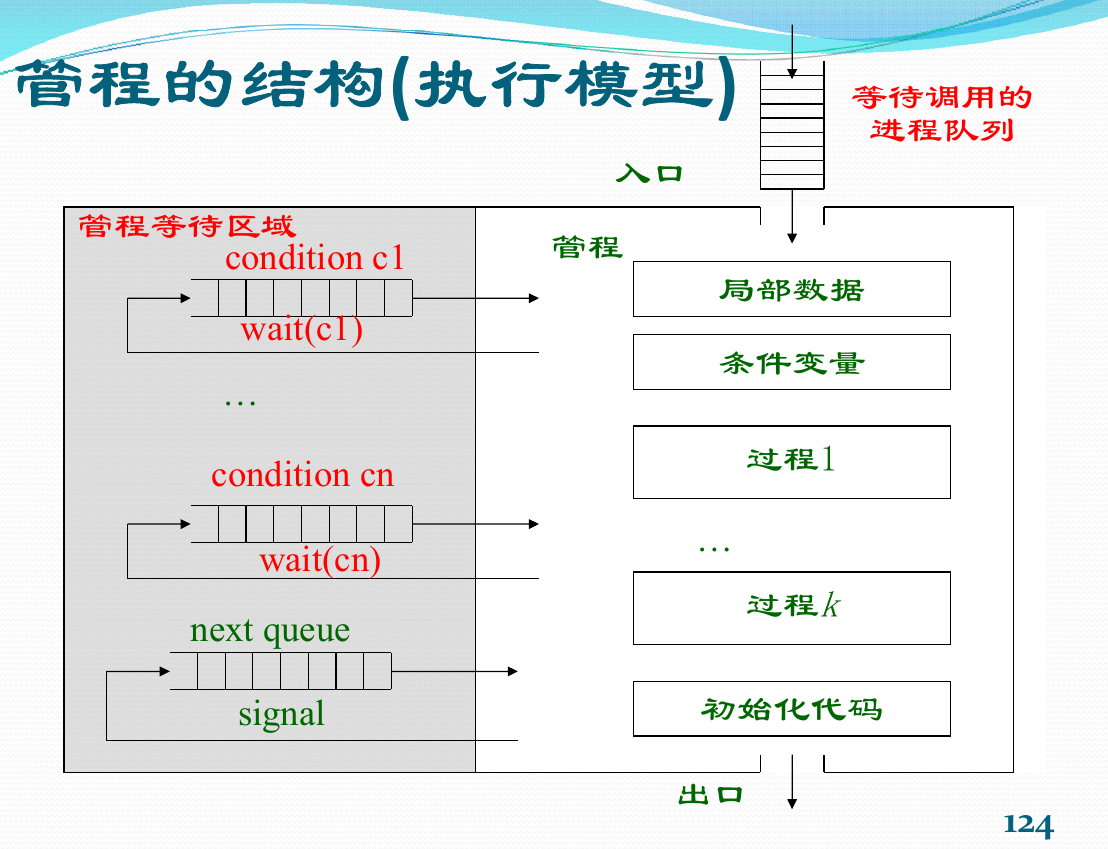 管程的结构(执行模型)
等待调用的
进程队列
入口
管程等待区域
condition c1
wait(c1)
…
condition cn
wait(cn)
next queue
signal
管程
局部数据
条件变量
过程1
…
过程k
初始化代码
出口
124